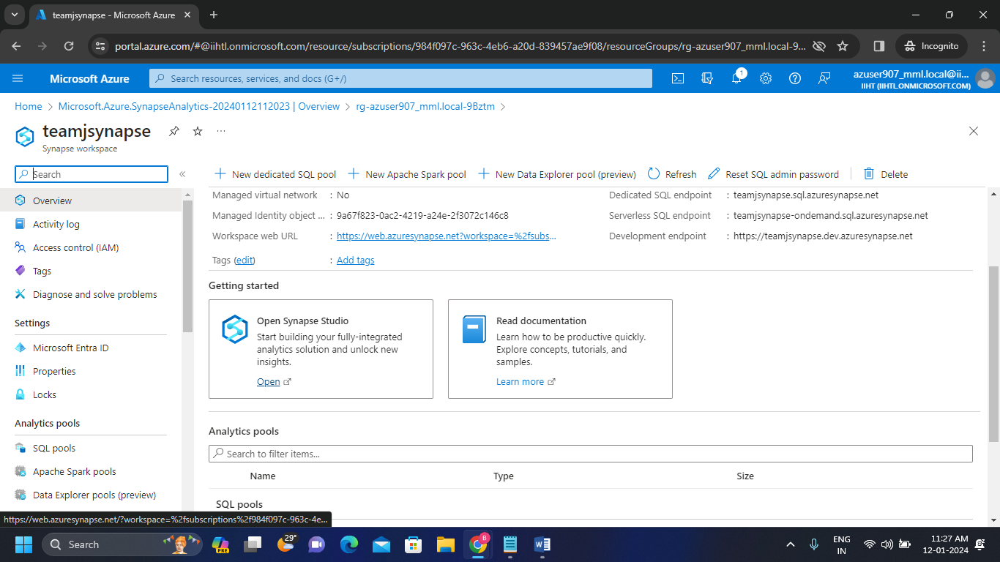 teamjsynapse - Microsoft Azure
portal.azure.com/#@iihtl.onmicrosoft.com/resource/subscriptions/984f097c-963c-4eb6-a20d-839457ae9f08/resourceGroups/rg-azuser907_mml.local-9...
Incognito
Microsoft Azure
Search resources, services, and docs (G+/)
1
azuser907_mml.local@ii...
IIHT (IIHTL.ONMICROSOFT.COM)
Home > Microsoft.Azure.SynapseAnalytics-20240112112023 | Overview > rg-azuser907_mml.local-9Bztm >
teamjsynapse
Synapse workspace
Search
«
New dedicated SQL pool
New Apache Spark pool
New Data Explorer pool (preview)
Refresh
Reset SQL admin password
Delete
Overview
Activity log
Access control (IAM)
Tags
Diagnose and solve problems
Settings
Microsoft Entra ID
Properties
Locks
Analytics pools
SQL pools
Apache Spark pools
Data Explorer pools (preview)
Managed virtual network : No
Managed Identity object ... : 9a67f823-0ac2-4219-a24e-2f3072c146c8
Workspace web URL : https://web.azuresynapse.net?workspace=%2fsubs...
Tags (edit) : Add tags
Dedicated SQL endpoint : teamjsynapse.sql.azuresynapse.net
Serverless SQL endpoint : teamjsynapse-ondemand.sql.azuresynapse.net
Development endpoint : https://teamjsynapse.dev.azuresynapse.net
Getting started
Open Synapse Studio
Start building your fully-integrated
analytics solution and unlock new
insights.
Open
Read documentation
Learn how to be productive quickly.
Explore concepts, tutorials, and
samples.
Learn more
Analytics pools
Search to filter items...
Name Type Size
SQL pools
https://web.azuresynapse.net/?workspace=%2fsubscriptions%2f984f097c-963c-4e...
Search
PRE
29°
8
W
ENG
IN
11:27 AM
12-01-2024